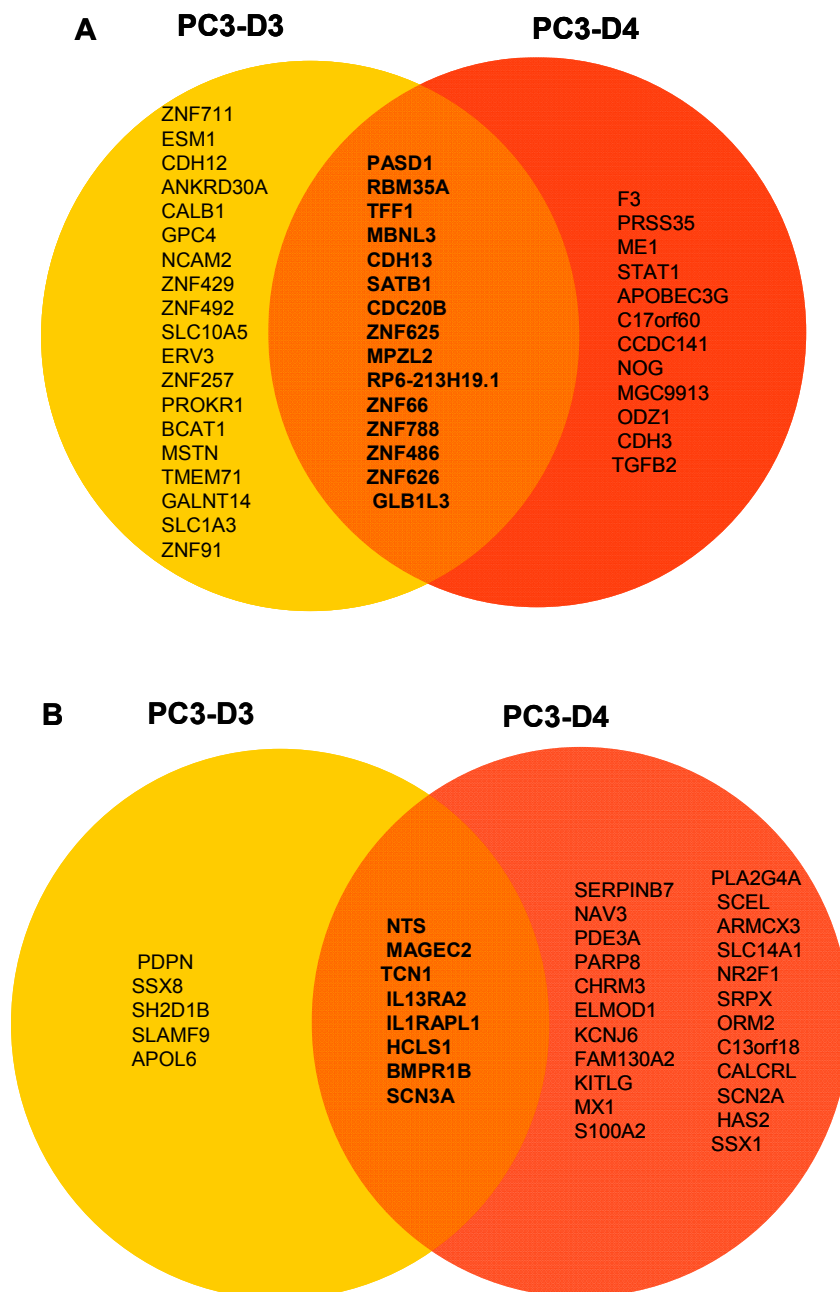 A
PC3-D3
PC3-D4
ZNF711
ESM1
CDH12
ANKRD30A
CALB1
GPC4
NCAM2
ZNF429
ZNF492
SLC10A5
ERV3
ZNF257
PROKR1
BCAT1
MSTN
TMEM71
GALNT14
SLC1A3
ZNF91
PASD1
RBM35A
TFF1
MBNL3
CDH13
SATB1
CDC20B
ZNF625
MPZL2
RP6-213H19.1
ZNF66
ZNF788
ZNF486
ZNF626
GLB1L3
F3
PRSS35
ME1
STAT1
APOBEC3G
C17orf60
CCDC141
NOG
MGC9913
ODZ1
CDH3
TGFB2
B
PC3-D3
PC3-D4
PDPN
SSX8
SH2D1B
SLAMF9
APOL6
NTS
MAGEC2
TCN1
IL13RA2
IL1RAPL1
HCLS1
BMPR1B
SCN3A
SERPINB7
NAV3
PDE3A
PARP8
CHRM3
ELMOD1
KCNJ6
FAM130A2
KITLG
MX1
S100A2
PLA2G4A
SCEL
ARMCX3
SLC14A1
NR2F1
SRPX
ORM2
C13orf18
CALCRL
SCN2A
HAS2
SSX1